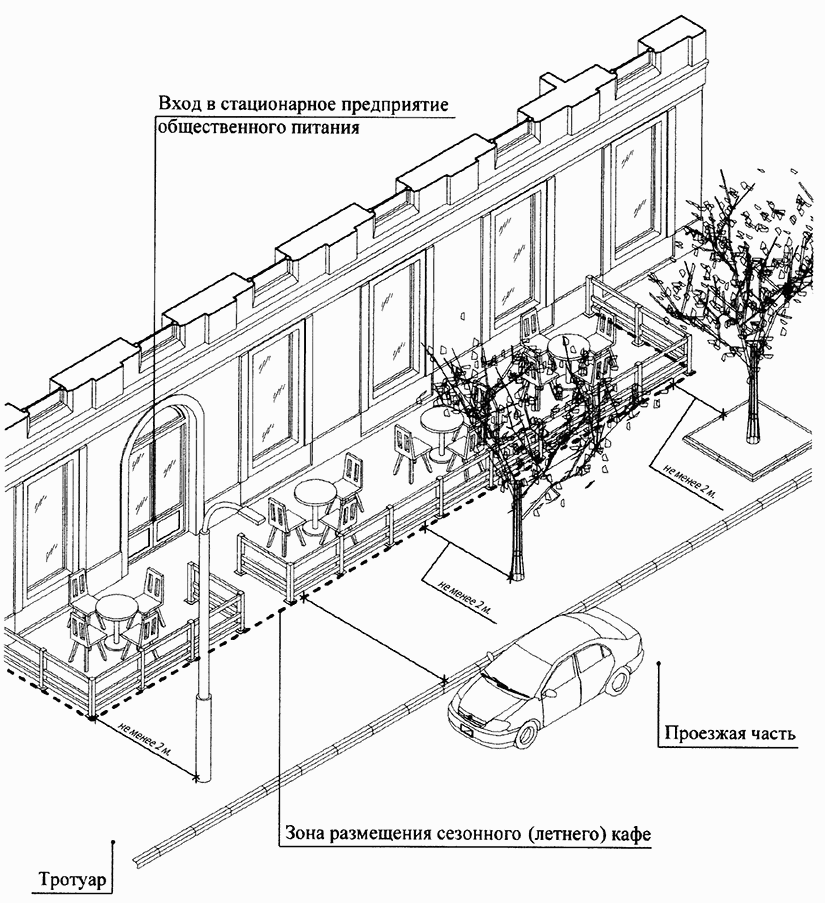 Вход в стационарное предприятие
общественного питания
не менее 2 м.
не менее 2 м.
не менее 2 м.
Проезжая часть
Зона размещения сезонного (летнего) кафе
Тротуар